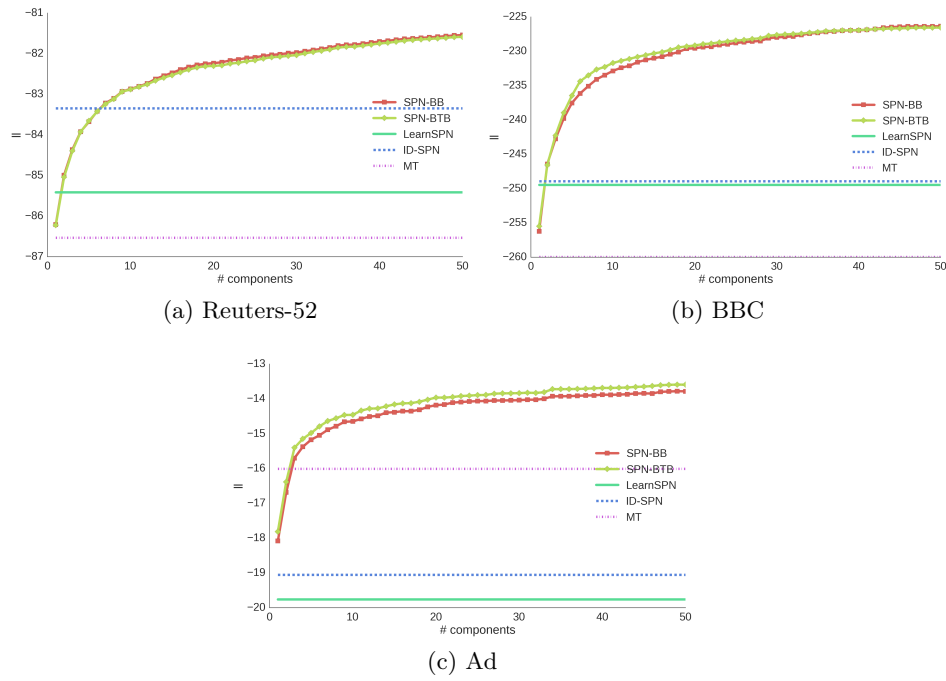 −81
−82
−83
−84
−85
−86
−87
ll
0
10
20
30
40
50
# components
SPN-BB
SPN-BTB
LearnSPN
ID-SPN
MT
(a) Reuters-52
−225
−230
−235
−240
−245
−250
−255
−260
ll
0
10
20
30
40
50
# components
SPN-BB
SPN-BTB
LearnSPN
ID-SPN
MT
(b) BBC
−13
−14
−15
−16
−17
−18
−19
−20
ll
0
10
20
30
40
50
# components
SPN-BB
SPN-BTB
LearnSPN
ID-SPN
MT
(c) Ad